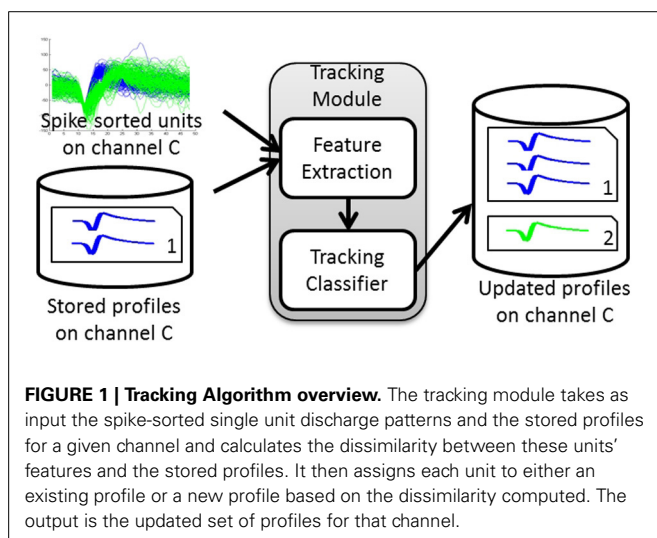 Spike sorted units
on channel C
1
Stored profiles
on channel C
Tracking
Module
Feature
Extraction
Tracking
Classifier
1
2
Updated profiles
on channel C
FIGURE 1 | Tracking Algorithm overview. The tracking module takes as
input the spike-sorted single unit discharge patterns and the stored profiles
for a given channel and calculates the dissimilarity between these units'
features and the stored profiles. It then assigns each unit to either an
existing profile or a new profile based on the dissimilarity computed. The
output is the updated set of profiles for that channel.